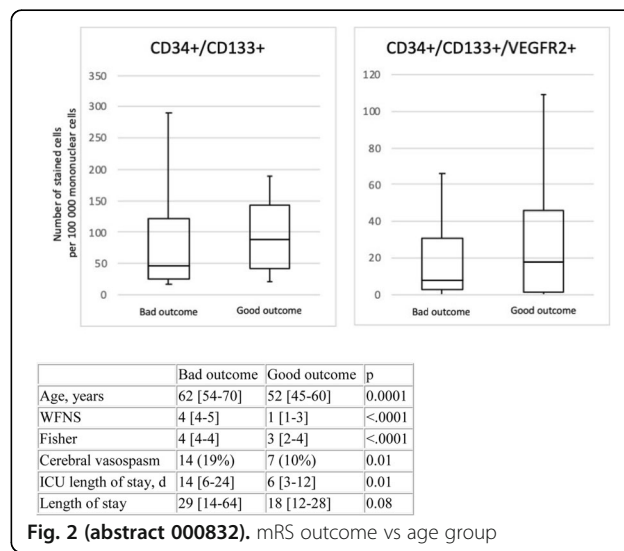 CD34+/CD133+
Number of stained cells
per 100 000 mononuclear cells
350
300
250
200
150
100
50
0
Bad outcome Good outcome
CD34+/CD133+/VEGFR2+
120
100
80
60
40
20
0
Bad outcome Good outcome
Bad outcome Good outcome p
Age, years 62 [54-70] 52 [45-60] 0.0001
WFNS 4 [4-5] 1 [1-3] <.0001
Fisher 4 [4-4] 3 [2-4] <.0001
Cerebral vasospasm 14 (19%) 7 (10%) 0.01
ICU length of stay, d 14 [6-24] 6 [3-12] 0.01
Length of stay 29 [14-64] 18 [12-28] 0.08
Fig. 2 (abstract 000832). mRS outcome vs age group